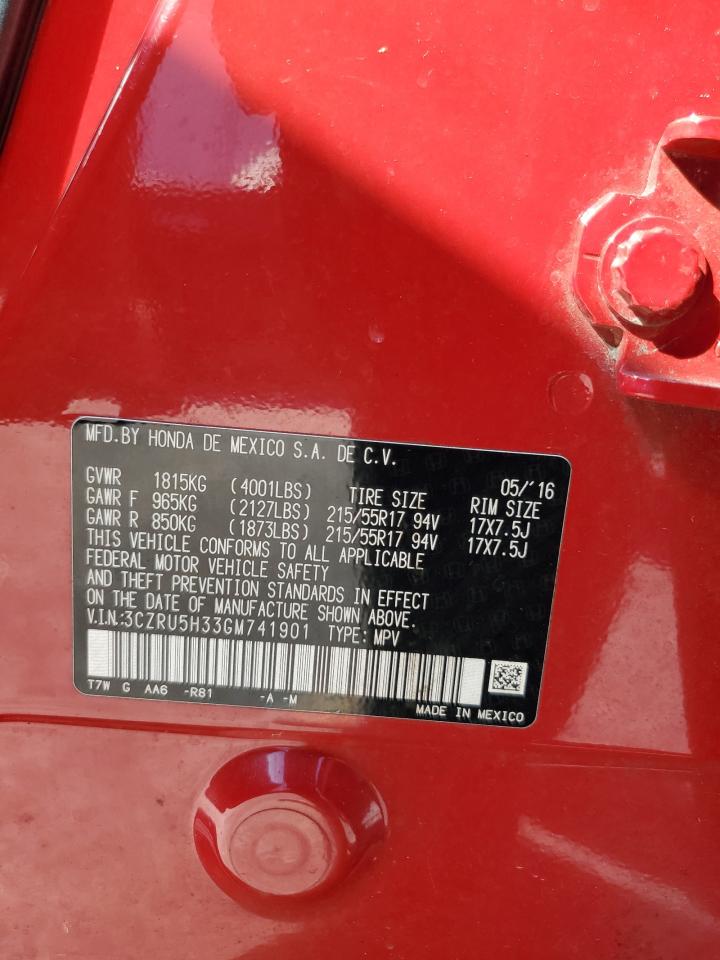 MFD. BY HONDA DE MEXICO S.A. DE C.V.
05/'16
GVWR 1815KG (4001LBS) TIRE SIZE RIM SIZE
GAWR F 965KG (2127LBS) 215/55R17 94V 17X7.5J
GAWR R 850KG (1873LBS) 215/55R17 94V 17X7.5J
THIS VEHICLE CONFORMS TO ALL APPLICABLE
FEDERAL MOTOR VEHICLE SAFETY
AND THEFT PREVENTION STANDARDS IN EFFECT
ON THE DATE OF MANUFACTURE SHOWN ABOVE.
V.I.N.:3CZRU5H33GM741901 TYPE: MPV
T7W G AA6 -R81 -A -M
MADE IN MEXICO